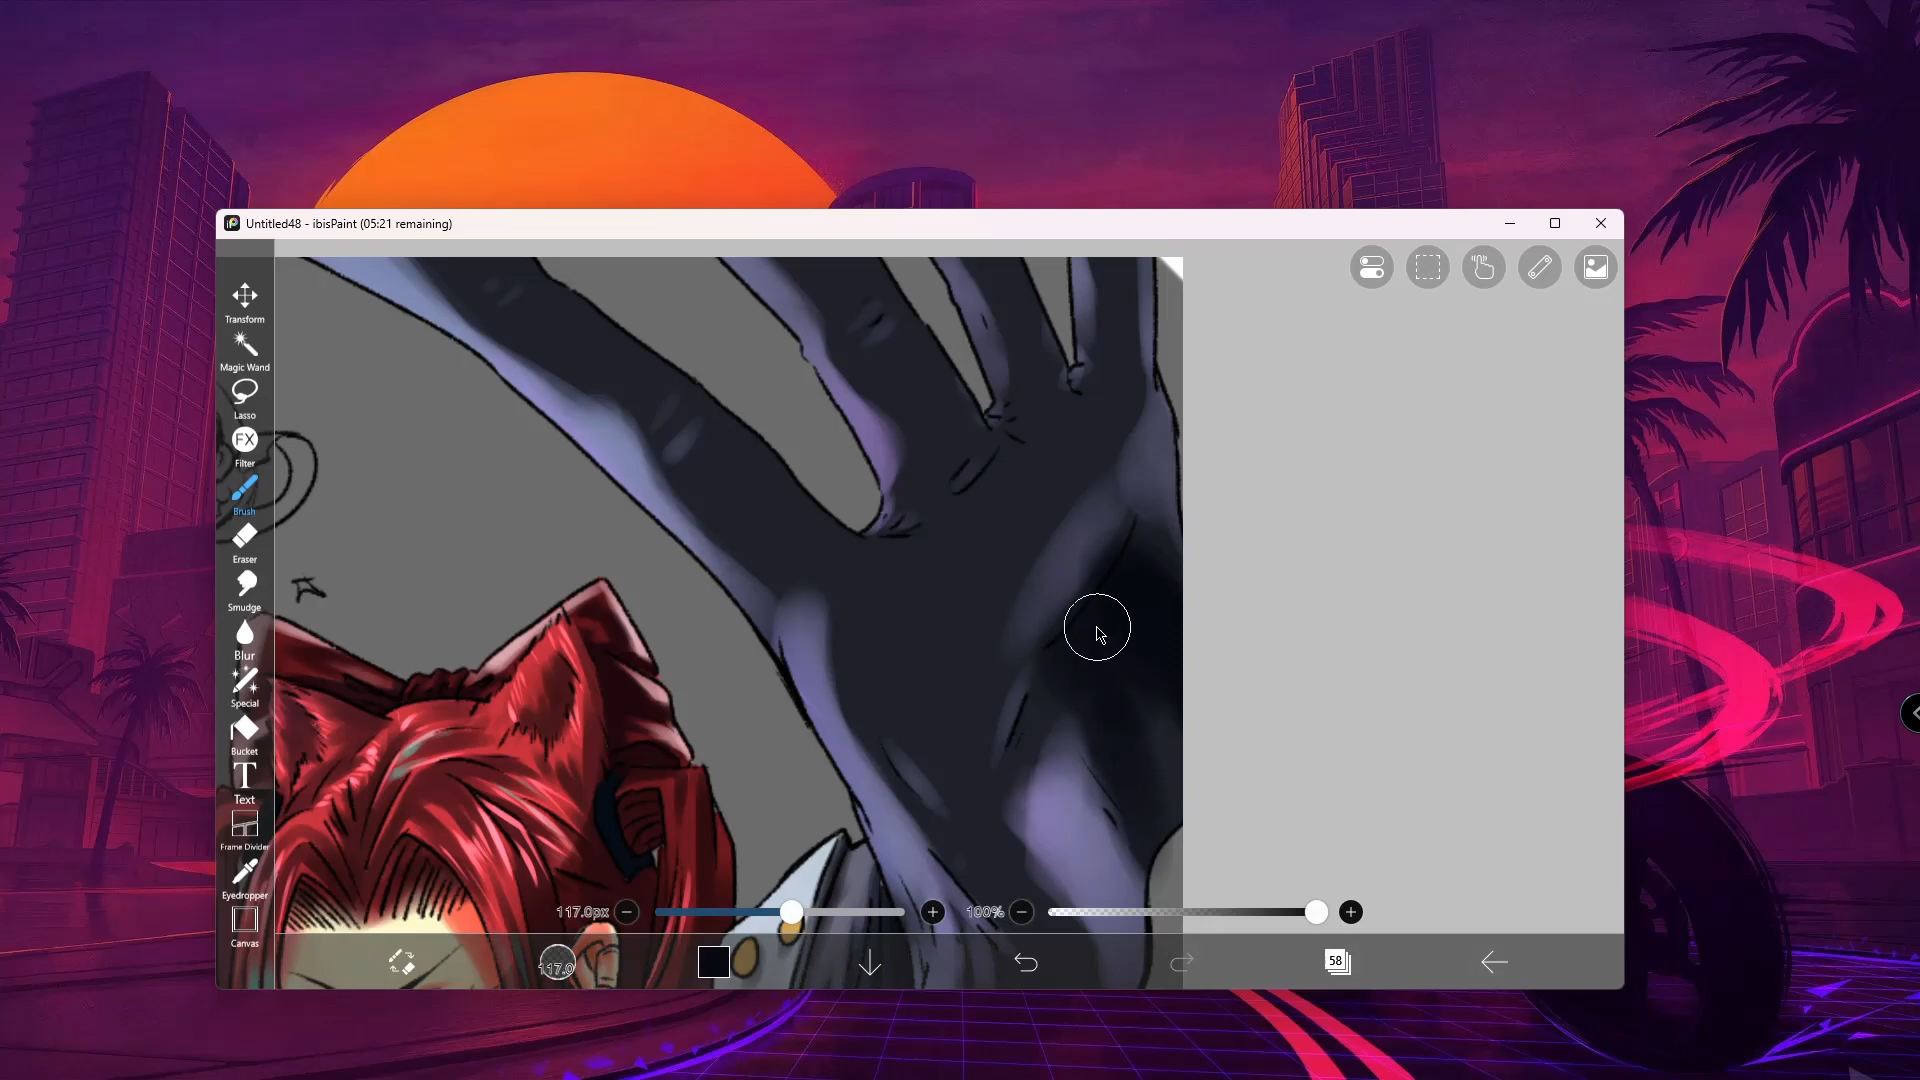 Untitled48 - ibisPaint (05:21 remaining)
Transform
Magic Wand
Lasso
FX
Filter
Brush
Eraser
Smudge
Blur
Special
Bucket
T
Text
Frame Divider
Eyedropper
Canvas
117.0px
100%
117.0
58